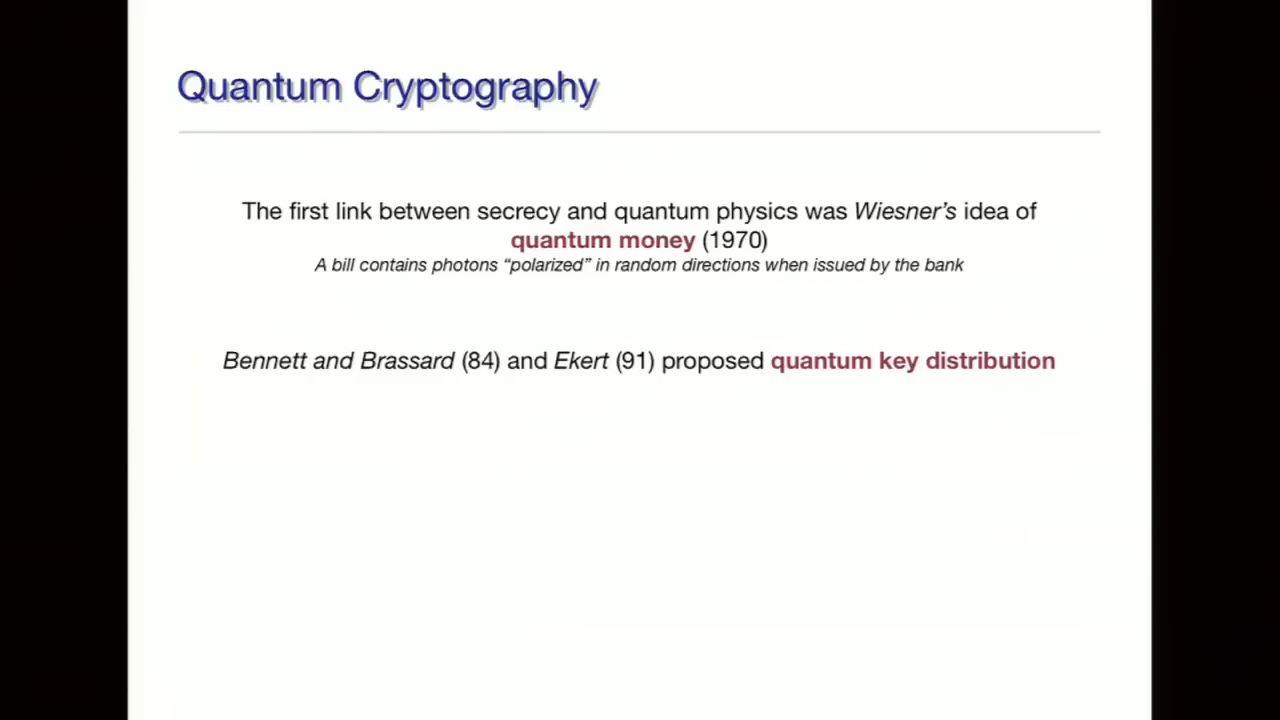 Quantum Cryptography
The first link between secrecy and quantum physics was Wiesner’s idea of
quantum money (1970)
A bill contains photons “polarized” in random directions when issued by the bank
Bennett and Brassard (84) and Ekert (91) proposed quantum key distribution